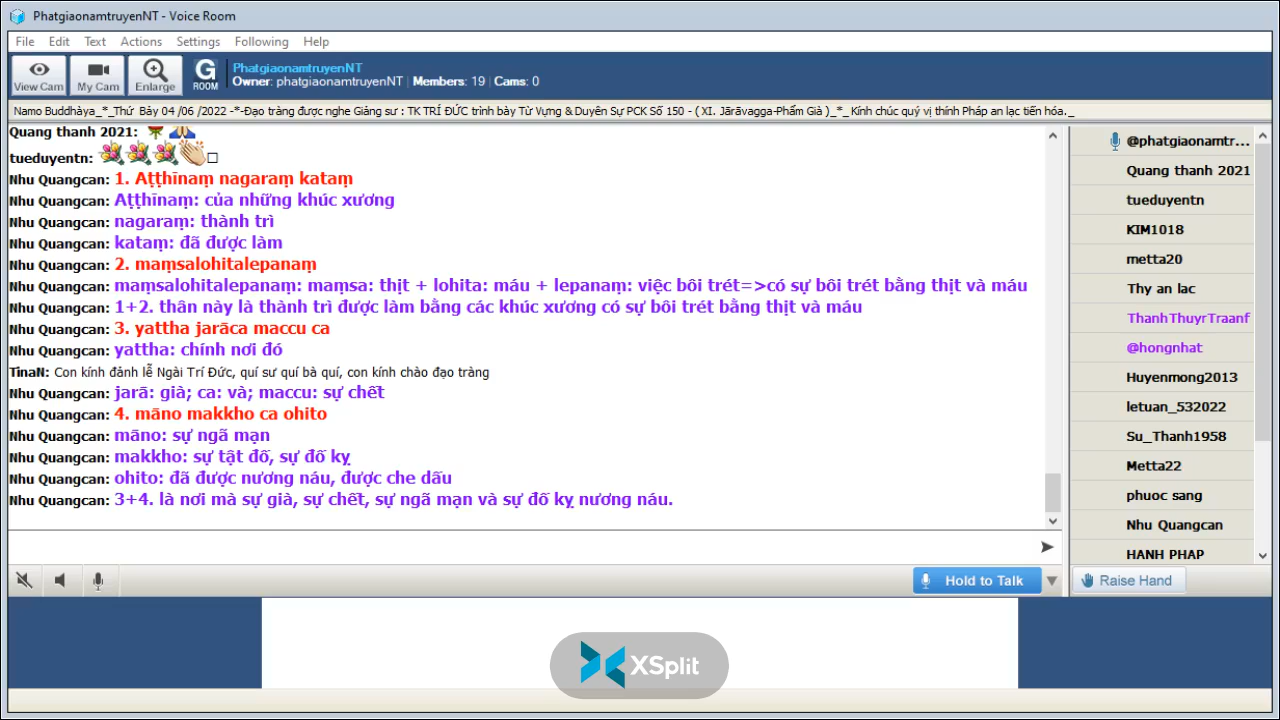 PhatgiaonamtruyenNT - Voice Room
File Edit Text Actions Settings Following Help
View Cam My Cam Enlarge G ROOM
PhatgiaonamtruyenNT
Owner: phatgiaonamtruyenNT | Members: 19 | Cams: 0
Namo Buddhàya_*_Thứ Bảy 04 /06 /2022 -*-Đạo tràng được nghe Giảng sư : TK TRÍ ĐỨC trình bày Từ Vựng & Duyên Sự PCK Số 150 - ( XI. Jārāvagga-Phẩm Già )_*_ Kính chúc quý vị thính Pháp an lạc tiến hóa._
Quang thanh 2021:
tueduyentn:
Nhu Quangcan: 1. Aṭṭhīnaṃ nagaraṃ kataṃ
Nhu Quangcan: Aṭṭhīnaṃ: của những khúc xương
Nhu Quangcan: nagaraṃ: thành trì
Nhu Quangcan: kataṃ: đã được làm
Nhu Quangcan: 2. maṃsalohitalepanaṃ
Nhu Quangcan: maṃsalohitalepanaṃ: maṃsa: thịt + lohita: máu + lepanaṃ: việc bôi trét=>có sự bôi trét bằng thịt và máu
Nhu Quangcan: 1+2. thân này là thành trì được làm bằng các khúc xương có sự bôi trét bằng thịt và máu
Nhu Quangcan: 3. yattha jarāca maccu ca
Nhu Quangcan: yattha: chính nơi đó
TinaN: Con kính đảnh lễ Ngài Trí Đức, quí sư quí bà quí, con kính chào đạo tràng
Nhu Quangcan: jarā: già; ca: và; maccu: sự chết
Nhu Quangcan: 4. māno makkho ca ohito
Nhu Quangcan: māno: sự ngã mạn
Nhu Quangcan: makkho: sự tật đố, sự đố kỵ
Nhu Quangcan: ohito: đã được nương náu, được che dấu
Nhu Quangcan: 3+4. là nơi mà sự già, sự chết, sự ngã mạn và sự đố kỵ nương náu.
@phatgiaonamtr...
Quang thanh 2021
tueduyentn
KIM1018
metta20
Thy an lac
ThanhThuyrTraanf
@hongnhat
Huyenmong2013
letuan_532022
Su_Thanh1958
Metta22
phuoc sang
Nhu Quangcan
HANH PHAP
Hold to Talk
Raise Hand
XSplit